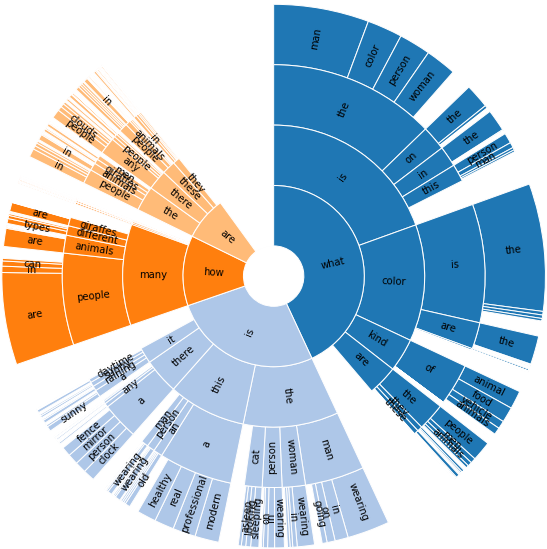 what
is
the
man
color
person
woman
on
the
in
the
this
person
man
color
is
the
are
the
kind
of
animal
food
vehicle
animals
are
the
people
animals
these
is
the
man
wearing
in
on
going
woman
wearing
in
person
wearing
in
on
cat
sleeping
this
a
modern
professional
real
healthy
an
old
person
wearing
man
wearing
there
a
clock
person
mirror
fence
any
it
sunny
a
raining
daytime
how
many
people
are
in
can
animals
are
different
types
giraffes
are
are
the
people
in
animals
man
in
there
any
people
clouds
people
animals
in
these
they
in